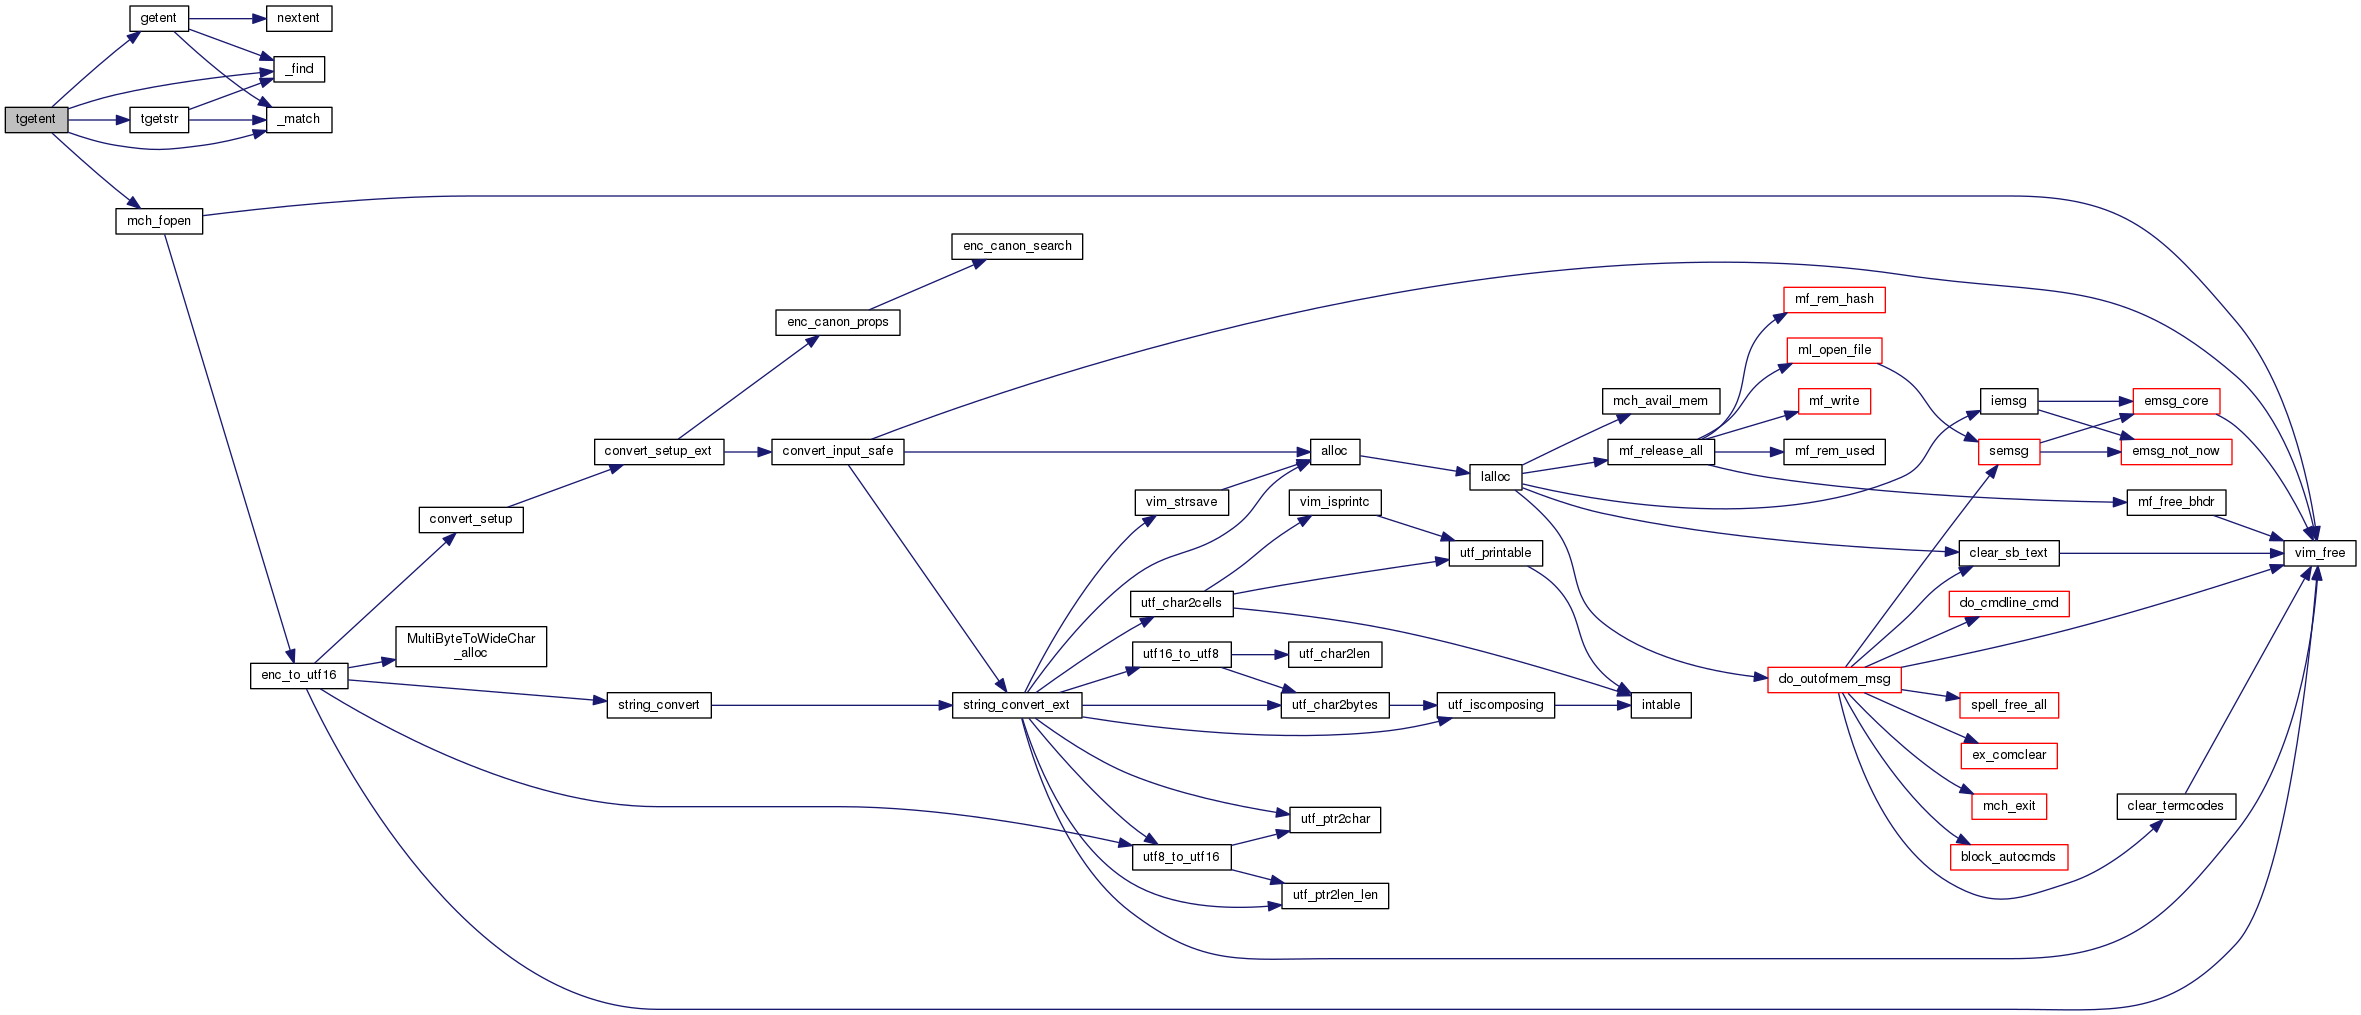 getent
nextent
_find
tgetent
tgetstr
_match
mch_fopen
enc_canon_search
enc_canon_props
convert_setup_ext
convert_input_safe
convert_setup
MultiByteToWideChar
_alloc
enc_to_utf16
string_convert
string_convert_ext
alloc
vim_strsave
vim_isprintc
utf_printable
utf_char2cells
utf16_to_utf8
utf_char2len
utf_char2bytes
utf_iscomposing
intable
utf_ptr2char
utf8_to_utf16
utf_ptr2len_len
lalloc
mch_avail_mem
mf_release_all
mf_rem_hash
ml_open_file
mf_write
mf_rem_used
iemsg
semsg
emsg_core
emsg_not_now
mf_free_bhdr
clear_sb_text
vim_free
do_cmdline_cmd
do_outofmem_msg
spell_free_all
ex_comclear
mch_exit
clear_termcodes
block_autocmds